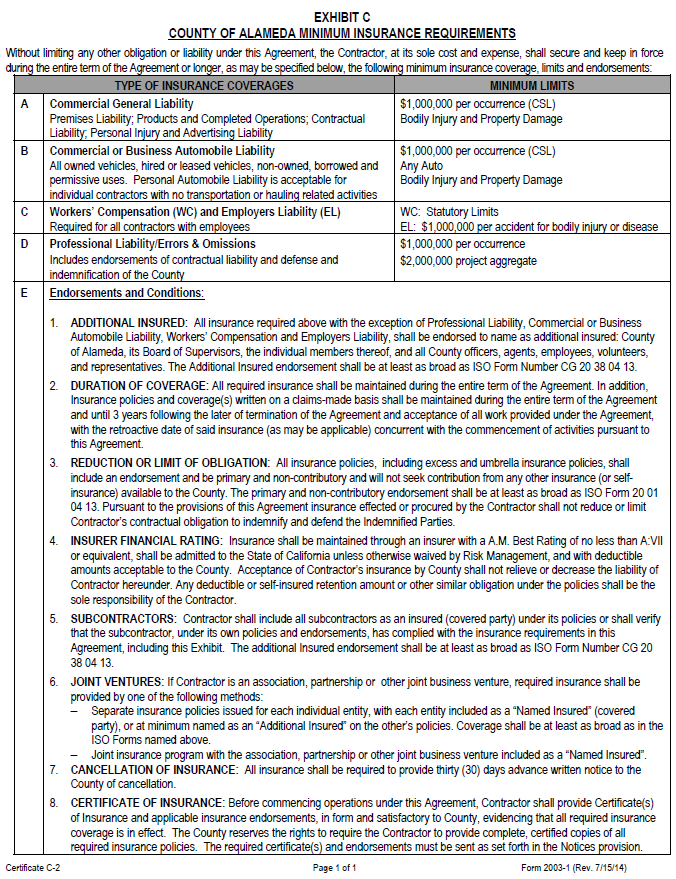 EXHIBIT C
COUNTY OF ALAMEDA MINIMUM INSURANCE REQUIREMENTS
Without limiting any other obligation or liability under this Agreement, the Contractor, at its sole cost and expense, shall secure and keep in force
during the entire term of the Agreement or longer, as may be specified below, the following minimum insurance coverage, limits and endorsements:
TYPE OF INSURANCE COVERAGES MINIMUM LIMITS
A Commercial General Liability $1,000,000 per occurrence (CSL)
Premises Liability; Products and Completed Operations; Contractual Bodily Injury and Property Damage
Liability; Personal Injury and Advertising Liability
B Commercial or Business Automobile Liability $1,000,000 per occurrence (CSL)
All owned vehicles, hired or leased vehicles, non-owned, borrowed and Any Auto
permissive uses. Personal Automobile Liability is acceptable for Bodily Injury and Property Damage
individual contractors with no transportation or hauling related activities
C Workers' Compensation (WC) and Employers Liability (EL) WC: Statutory Limits
Required for all contractors with employees EL: $1,000,000 per accident for bodily injury or disease
D Professional Liability/Errors & Omissions $1,000,000 per occurrence
Includes endorsements of contractual liability and defense and $2,000,000 project aggregate
indemnification of the County
E Endorsements and Conditions:
1. ADDITIONAL INSURED: All insurance required above with the exception of Professional Liability, Commercial or Business
Automobile Liability, Workers' Compensation and Employers Liability, shall be endorsed to name as additional insured: County
of Alameda, its Board of Supervisors, the individual members thereof, and all County officers, agents, employees, volunteers,
and representatives. The Additional Insured endorsement shall be at least as broad as ISO Form Number CG 20 38 04 13.
2. DURATION OF COVERAGE: All required insurance shall be maintained during the entire term of the Agreement. In addition,
Insurance policies and coverage(s) written on a claims-made basis shall be maintained during the entire term of the Agreement
and until 3 years following the later of termination of the Agreement and acceptance of all work provided under the Agreement,
with the retroactive date of said insurance (as may be applicable) concurrent with the commencement of activities pursuant to
this Agreement.
3. REDUCTION OR LIMIT OF OBLIGATION: All insurance policies, including excess and umbrella insurance policies, shall
include an endorsement and be primary and non-contributory and will not seek contribution from any other insurance (or self-
insurance) available to the County. The primary and non-contributory endorsement shall be at least as broad as ISO Form 20 01
04 13. Pursuant to the provisions of this Agreement insurance effected or procured by the Contractor shall not reduce or limit
Contractor's contractual obligation to indemnify and defend the Indemnified Parties.
4. INSURER FINANCIAL RATING: Insurance shall be maintained through an insurer with a A.M. Best Rating of no less than A:VII
or equivalent, shall be admitted to the State of California unless otherwise waived by Risk Management, and with deductible
amounts acceptable to the County. Acceptance of Contractor's insurance by County shall not relieve or decrease the liability of
Contractor hereunder. Any deductible or self-insured retention amount or other similar obligation under the policies shall be the
sole responsibility of the Contractor.
5. SUBCONTRACTORS: Contractor shall include all subcontractors as an insured (covered party) under its policies or shall verify
that the subcontractor, under its own policies and endorsements, has complied with the insurance requirements in this
Agreement, including this Exhibit. The additional Insured endorsement shall be at least as broad as ISO Form Number CG 20
38 04 13.
6. JOINT VENTURES: If Contractor is an association, partnership or other joint business venture, required insurance shall be
provided by one of the following methods:
– Separate insurance policies issued for each individual entity, with each entity included as a "Named Insured" (covered
party), or at minimum named as an "Additional Insured" on the other's policies. Coverage shall be at least as broad as in the
ISO Forms named above.
– Joint insurance program with the association, partnership or other joint business venture included as a "Named Insured".
7. CANCELLATION OF INSURANCE: All insurance shall be required to provide thirty (30) days advance written notice to the
County of cancellation.
8. CERTIFICATE OF INSURANCE: Before commencing operations under this Agreement, Contractor shall provide Certificate(s)
of Insurance and applicable insurance endorsements, in form and satisfactory to County, evidencing that all required insurance
coverage is in effect. The County reserves the rights to require the Contractor to provide complete, certified copies of all
required insurance policies. The required certificate(s) and endorsements must be sent as set forth in the Notices provision.
Certificate C-2 Page 1 of 1 Form 2003-1 (Rev. 7/15/14)